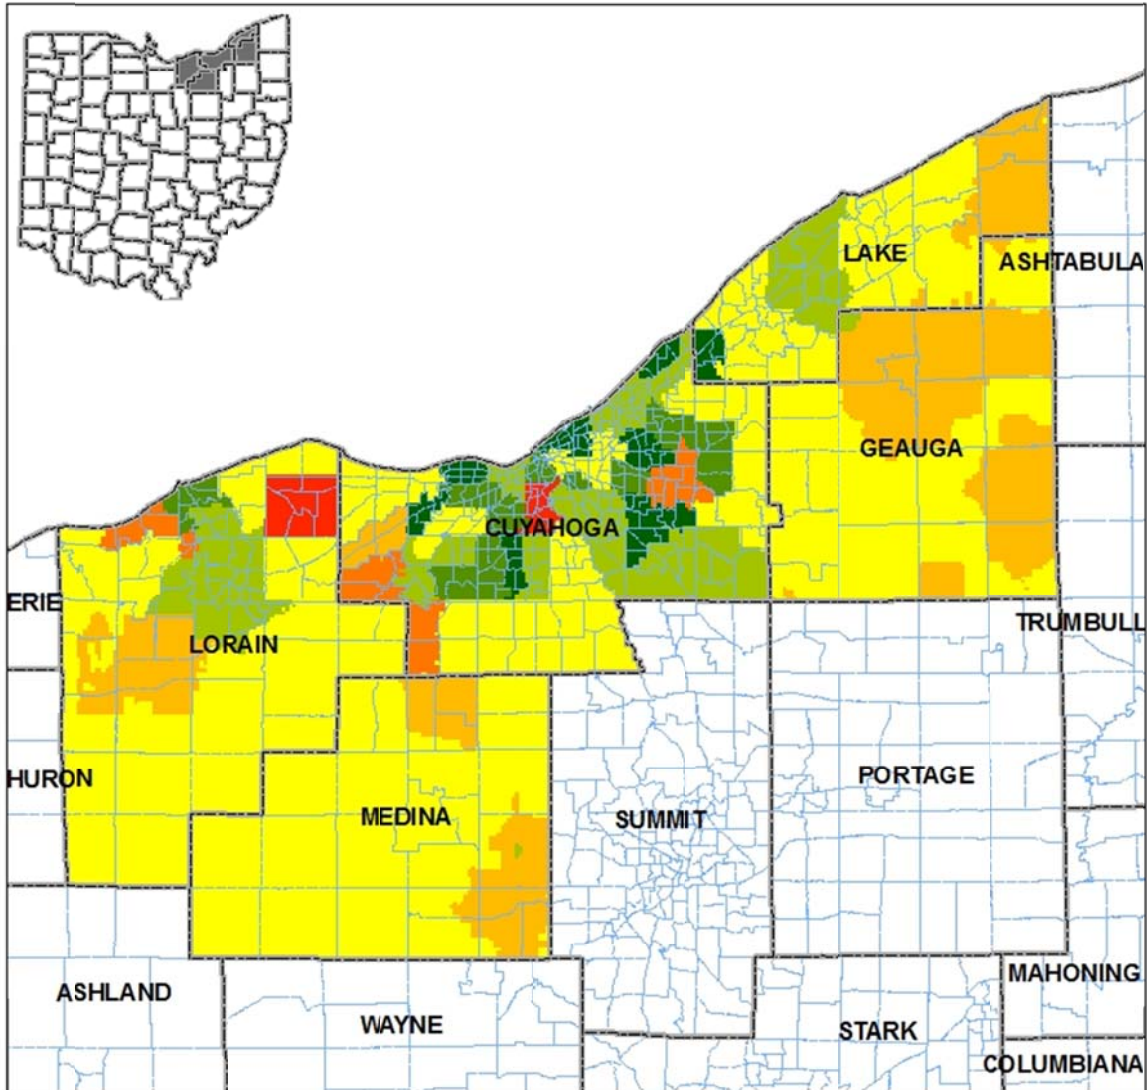 LAKE
ASHTABULA
GEAUGA
CUYAHOGA
ERIE
LORAIN
TRUMBULL
HURON
MEDINA
SUMMIT
PORTAGE
ASHLAND
WAYNE
STARK
MAHONING
COLUMBIANA